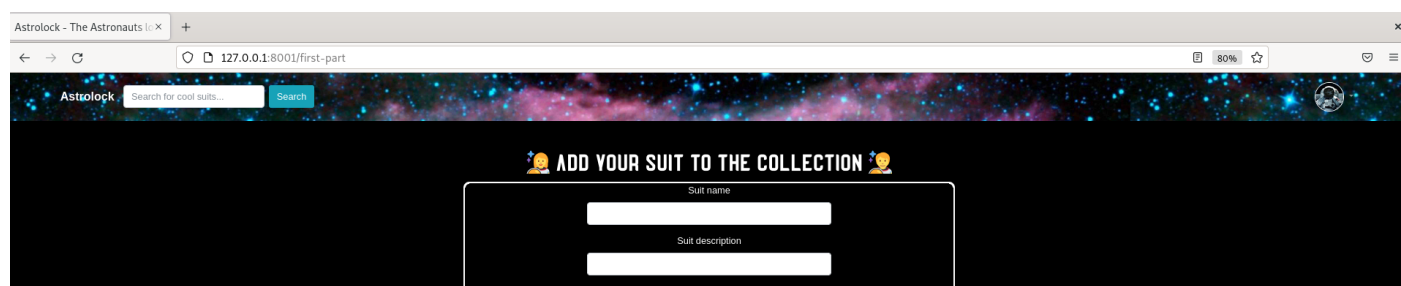 Astrolock - The Astronauts lo
127.0.0.1:8001/first-part
80%
Astrolock
Search for cool suits...
Search
ADD YOUR SUIT TO THE COLLECTION
Suit name
Suit description